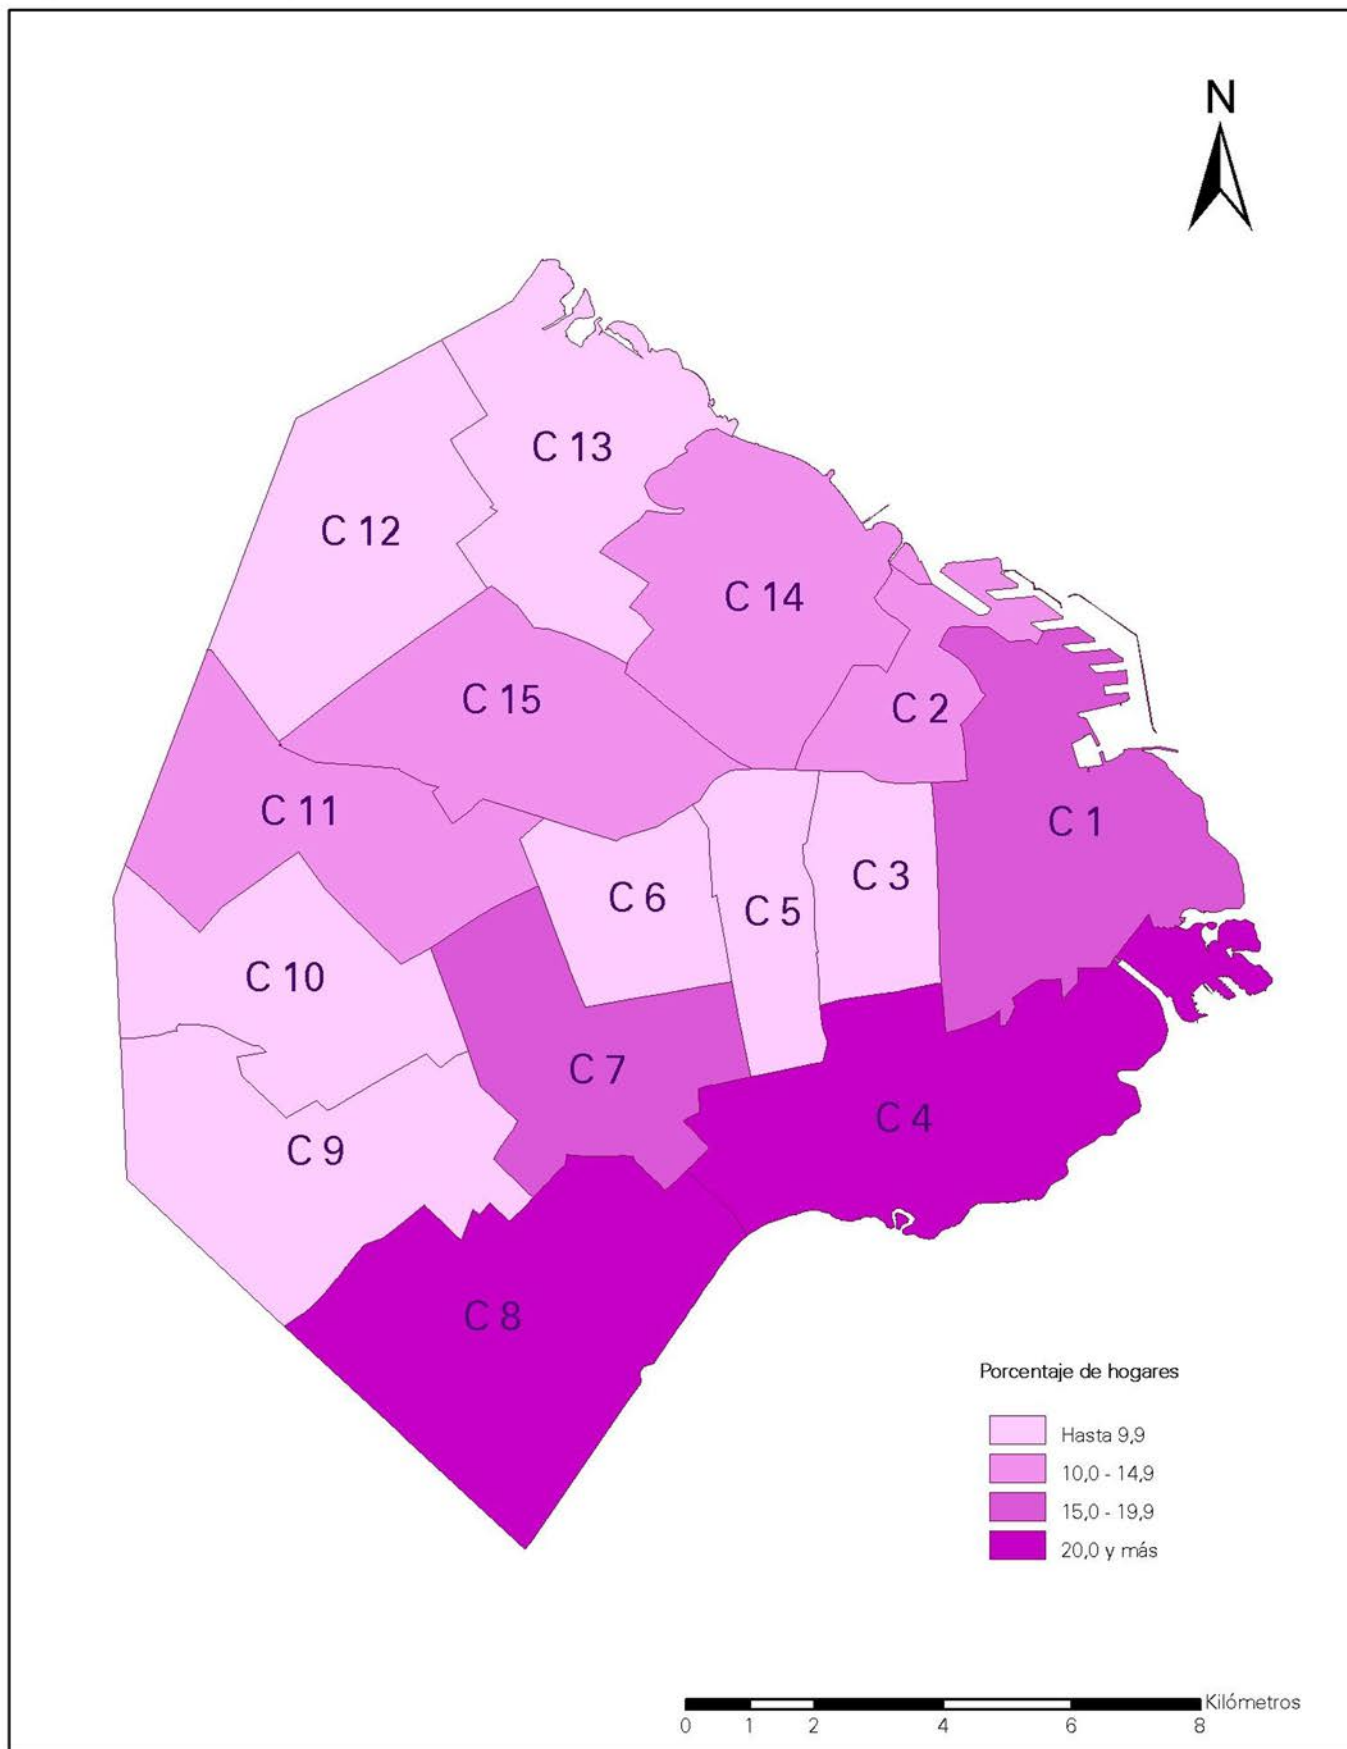 N
C 13
C 12
C 14
C 15
C 2
C 11
C 1
C 6
C 3
C 5
C 10
C 7
C 4
C 9
C 8
Porcentaje de hogares
Hasta 9,9
10,0 - 14,9
15,0 - 19,9
20,0 y más
Kilómetros
0 1 2 4 6 8